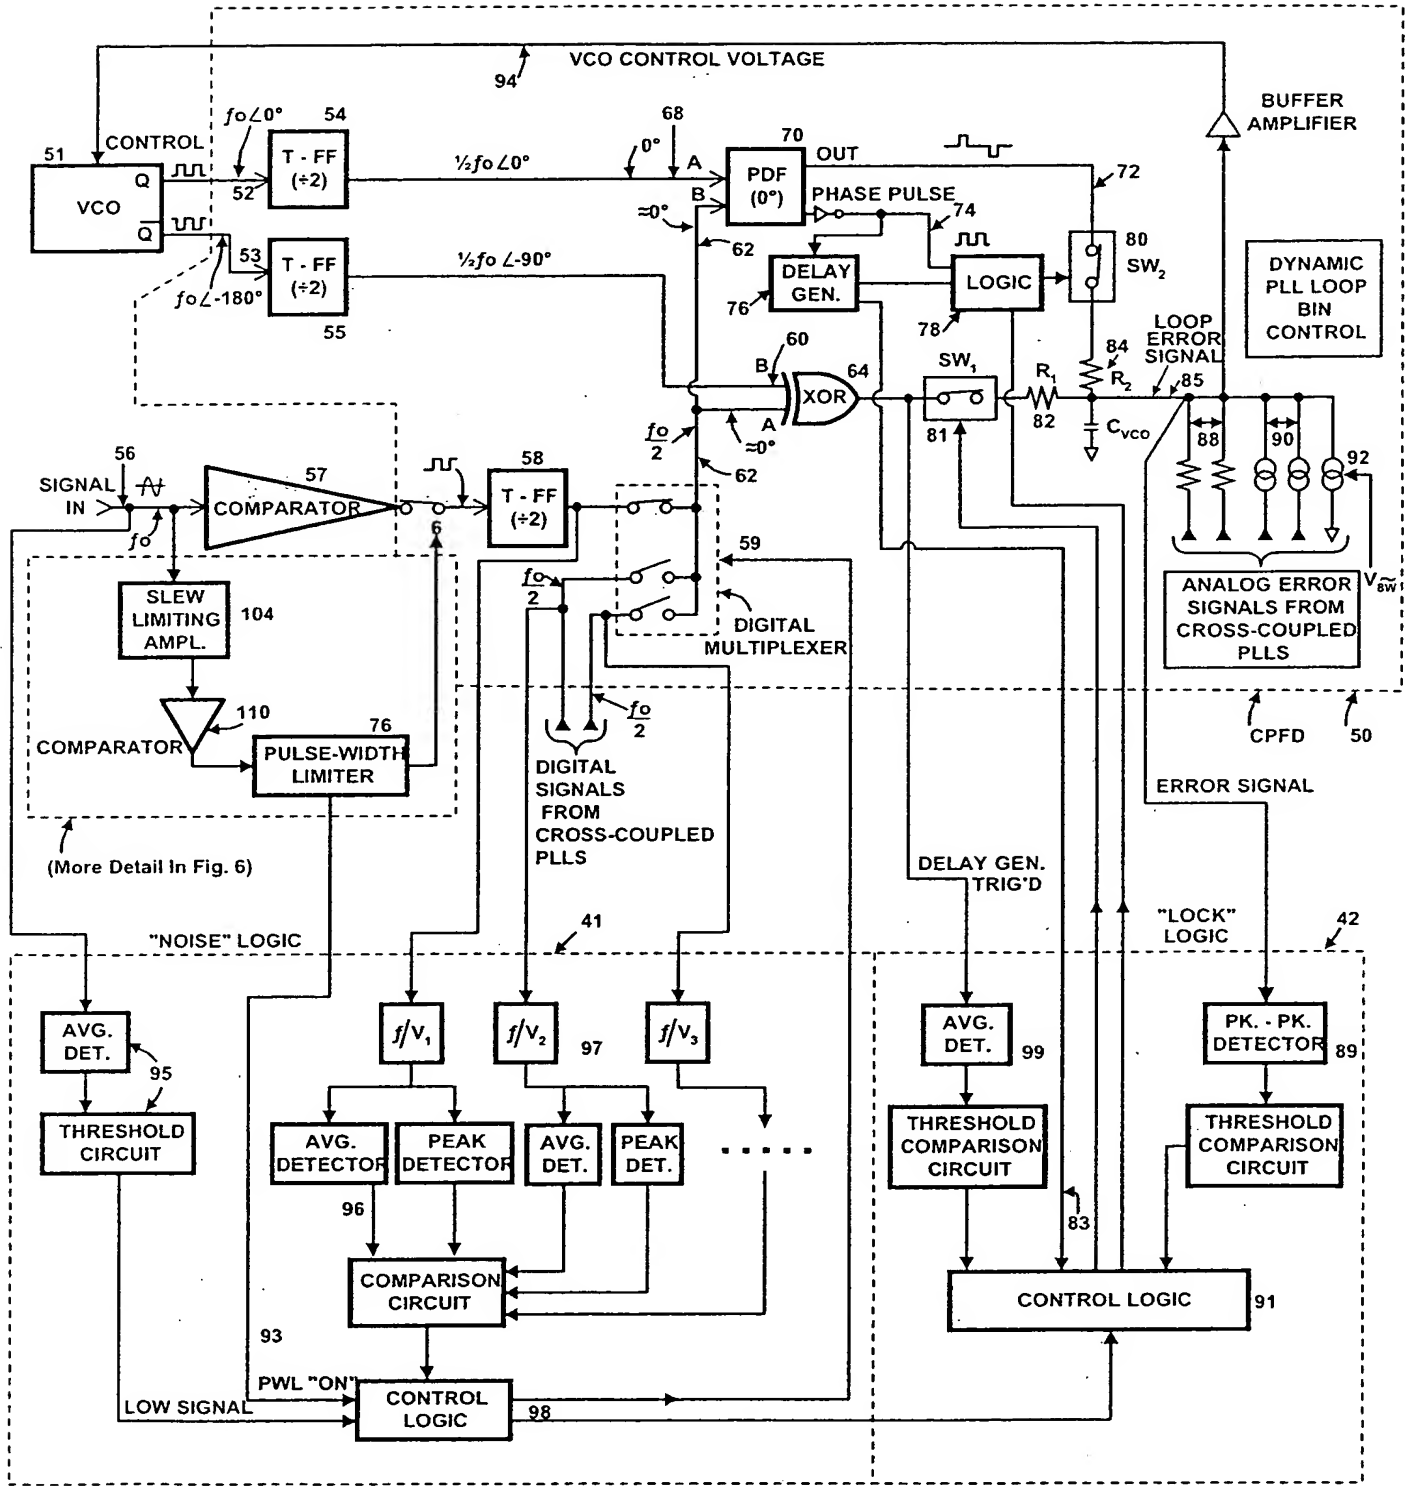 VCO CONTROL VOLTAGE
94
BUFFER
AMPLIFIER
fo∠0°
54
68
70
OUT
51
CONTROL
T - FF
(÷2)
½fo∠0°
0°
A
PDF
(0°)
72
Q
52
VCO
Q̅
B
≈0°
PHASE PULSE
74
62
53
T - FF
(÷2)
½fo ∠-90°
fo∠-180°
55
DELAY
GEN.
76
LOGIC
78
80
SW2
DYNAMIC
PLL LOOP
BIN
CONTROL
LOOP
ERROR
SIGNAL
85
60
B
64
XOR
A
≈0°
SW1
81
R1
82
84
R2
CVCO
88
90
92
fo/2
62
56
SIGNAL
IN
fo
57
COMPARATOR
6
58
T - FF
(÷2)
59
fo/2
DIGITAL
MULTIPLEXER
V8W
ANALOG ERROR
SIGNALS FROM
CROSS-COUPLED
PLLS
SLEW
LIMITING
AMPL.
104
110
COMPARATOR
76
PULSE-WIDTH
LIMITER
fo/2
CPFD
50
DIGITAL
SIGNALS
FROM
CROSS-COUPLED
PLLS
ERROR SIGNAL
(More Detail In Fig. 6)
DELAY GEN.
TRIG'D
"NOISE" LOGIC
41
"LOCK"
LOGIC
42
AVG.
DET.
95
f/V1
f/V2
97
f/V3
AVG.
DET.
99
PK. - PK.
DETECTOR
89
THRESHOLD
CIRCUIT
AVG.
DETECTOR
PEAK
DETECTOR
AVG.
DET.
PEAK
DET.
THRESHOLD
COMPARISON
CIRCUIT
THRESHOLD
COMPARISON
CIRCUIT
96
83
COMPARISON
CIRCUIT
CONTROL LOGIC
91
93
PWL "ON"
LOW SIGNAL
CONTROL
LOGIC
98